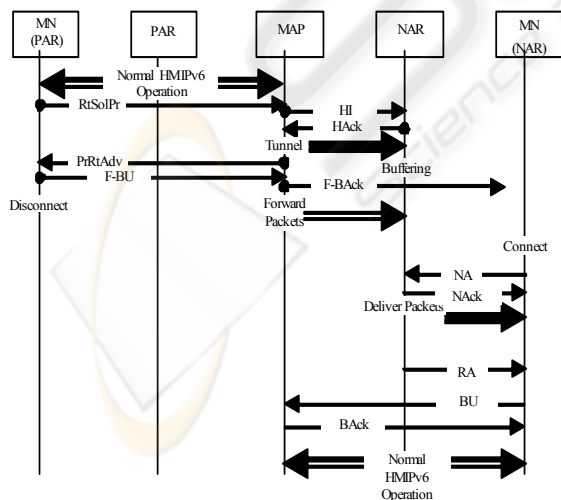 MN
(PAR)
PAR
MAP
NAR
MN
(NAR)
Normal HMIPv6
Operation
RtSolPr
HI
HAck
Tunnel
PrRtAdv
Buffering
F-BU
F-BAck
Disconnect
Forward
Packets
Connect
NA
NAck
Deliver Packets
RA
BU
BAck
Normal
HMIPv6
Operation